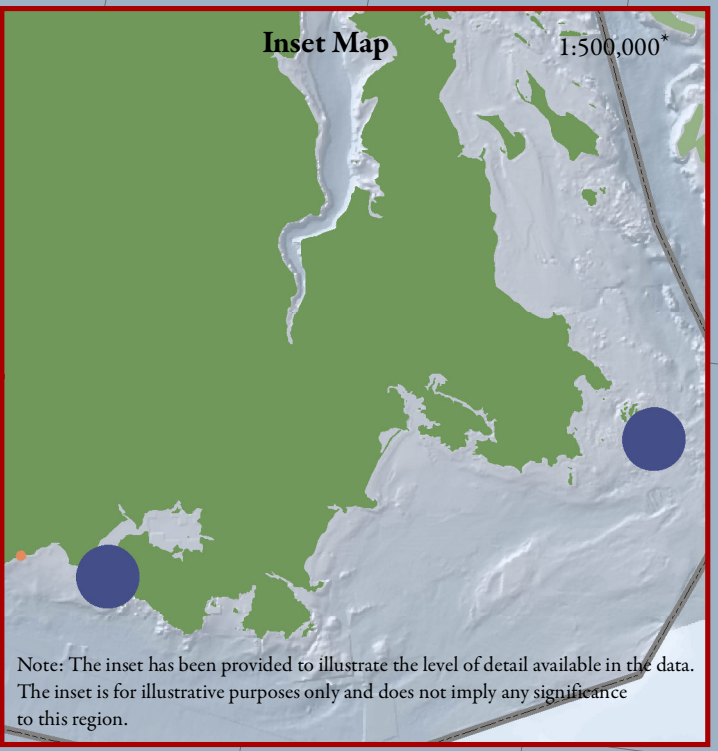 Inset Map
1:500,000*
Note: The inset has been provided to illustrate the level of detail available in the data.
The inset is for illustrative purposes only and does not imply any significance
to this region.